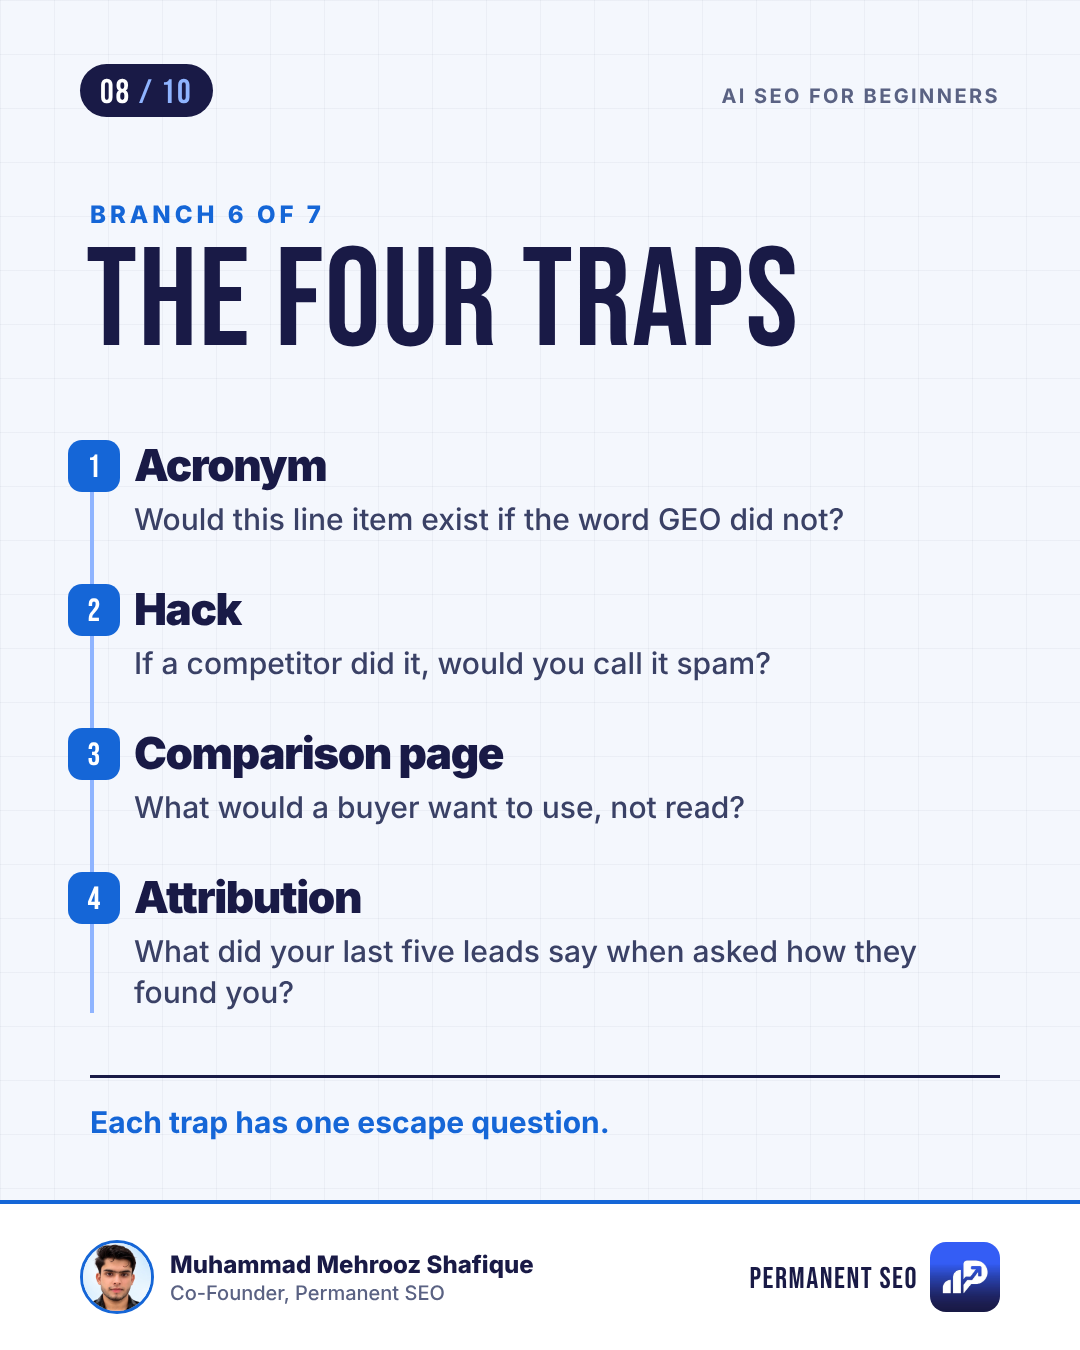 08 / 10
AI SEO FOR BEGINNERS
BRANCH 6 OF 7
THE FOUR TRAPS
1 Acronym
Would this line item exist if the word GEO did not?
2 Hack
If a competitor did it, would you call it spam?
3 Comparison page
What would a buyer want to use, not read?
4 Attribution
What did your last five leads say when asked how they
found you?
Each trap has one escape question.
Muhammad Mehrooz Shafique
Co-Founder, Permanent SEO
PERMANENT SEO